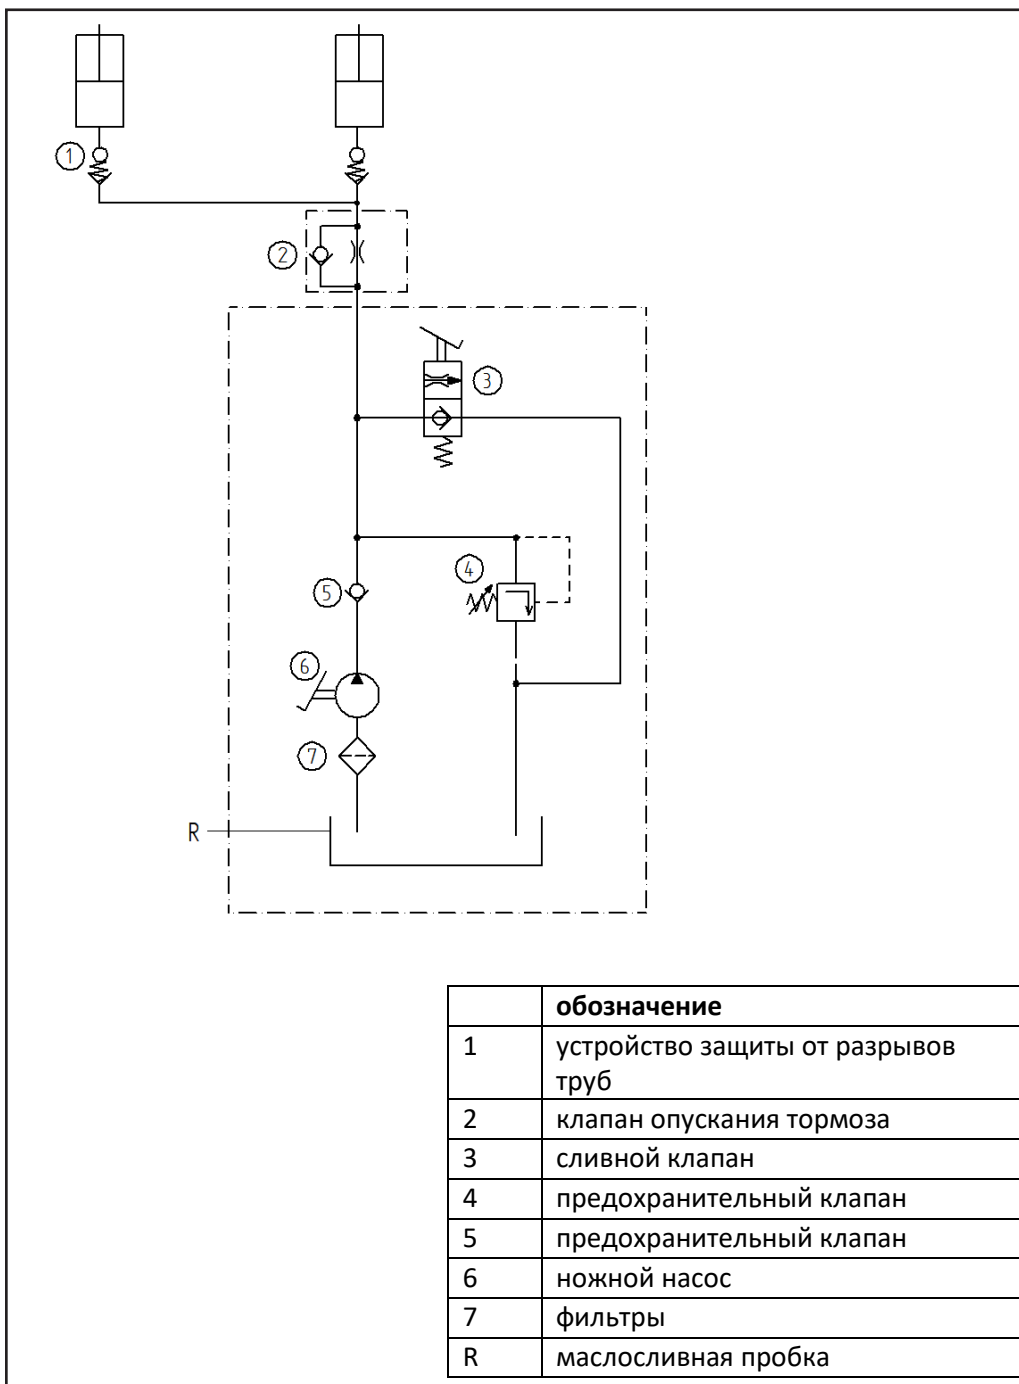 1
2
3
4
5
6
7
R
обозначение
1 устройство защиты от разрывов
труб
2 клапан опускания тормоза
3 сливной клапан
4 предохранительный клапан
5 предохранительный клапан
6 ножной насос
7 фильтры
R маслосливная пробка